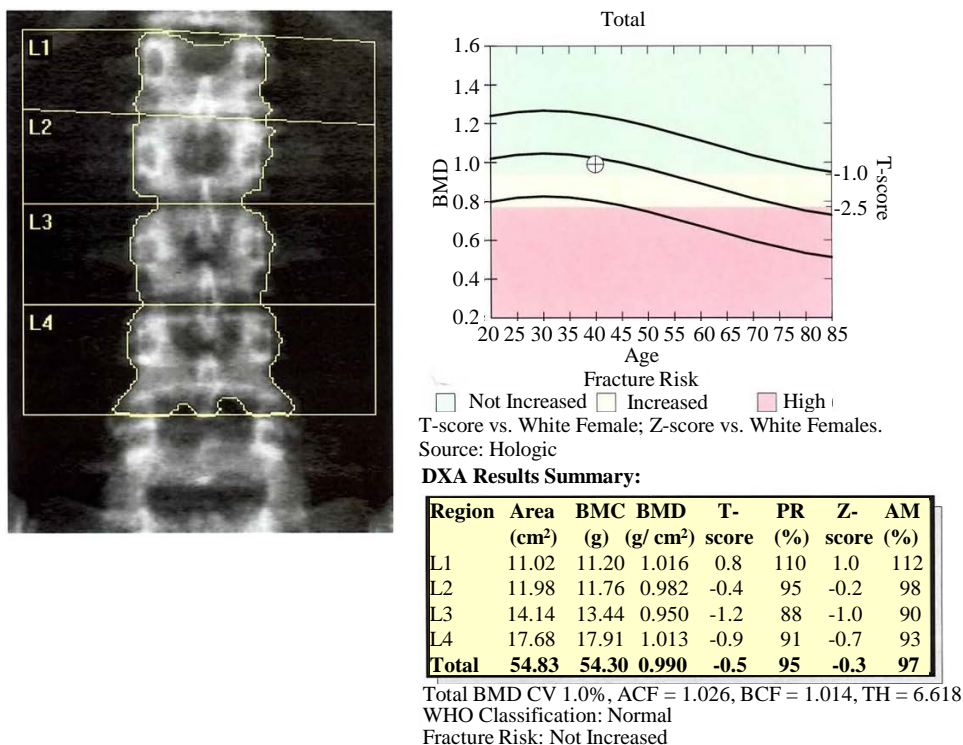 L1
L2
L3
L4
Total
1.6
1.4
1.2
1.0
0.8
0.6
0.4
0.2
BMD
-1.0
-2.5
T-score
20 25 30 35 40 45 50 55 60 65 70 75 80 85
Age
Fracture Risk
Not Increased Increased High (
T-score vs. White Female; Z-score vs. White Females.
Source: Hologic
DXA Results Summary:
Region Area BMC BMD T- PR Z- AM
(cm²) (g) (g/ cm²) score (%) score (%)
L1 11.02 11.20 1.016 0.8 110 1.0 112
L2 11.98 11.76 0.982 -0.4 95 -0.2 98
L3 14.14 13.44 0.950 -1.2 88 -1.0 90
L4 17.68 17.91 1.013 -0.9 91 -0.7 93
Total 54.83 54.30 0.990 -0.5 95 -0.3 97
Total BMD CV 1.0%, ACF = 1.026, BCF = 1.014, TH = 6.618
WHO Classification: Normal
Fracture Risk: Not Increased